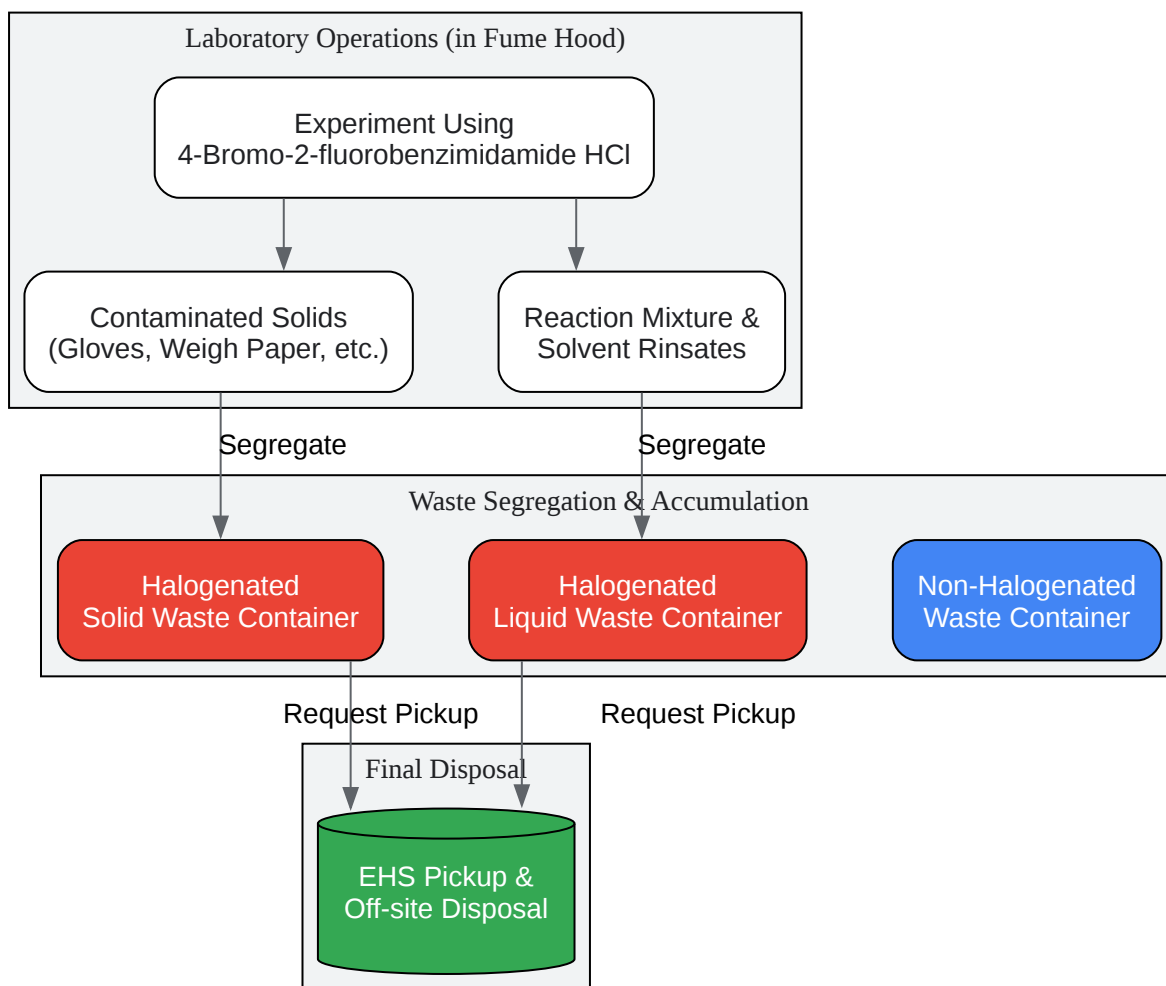 Laboratory Operations (in Fume Hood)
Experiment Using
4-Bromo-2-fluorobenzimidamide HCl
Contaminated Solids
(Gloves, Weigh Paper, etc.)
Reaction Mixture &
Solvent Rinsates
Segregate
Segregate
Waste Segregation & Accumulation
Halogenated
Solid Waste Container
Halogenated
Liquid Waste Container
Non-Halogenated
Waste Container
Request Pickup
Request Pickup
Final Disposal
EHS Pickup &
Off-site Disposal